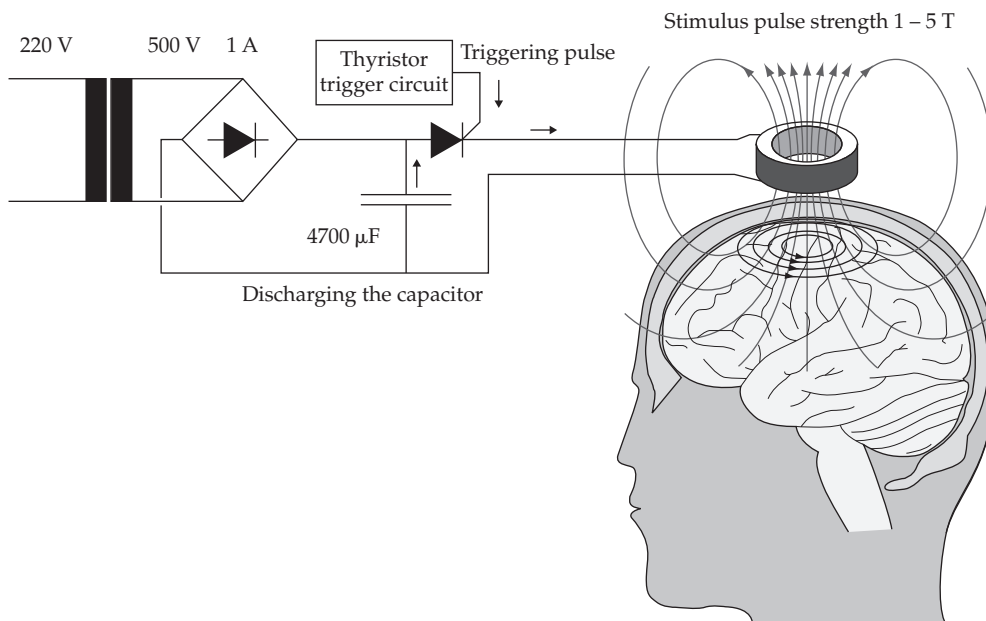 Stimulus pulse strength 1 – 5 T
220 V 500 V 1 A
Thyristor
trigger circuit
Triggering pulse
4700 μF
Discharging the capacitor